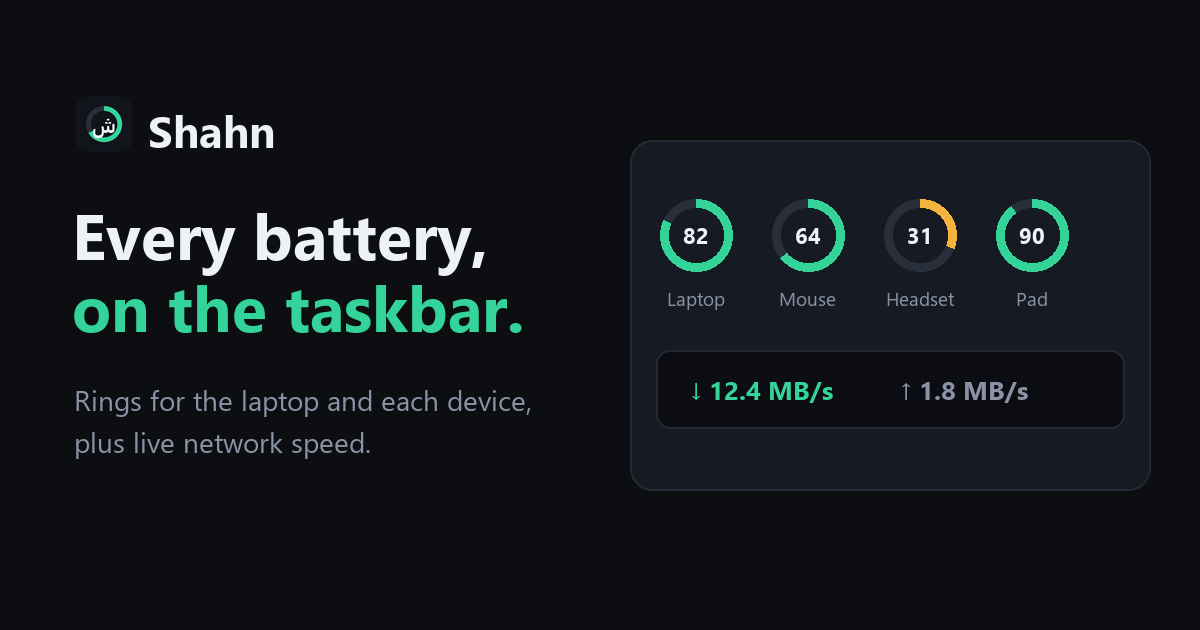 ش
Shahn
Every battery,
on the taskbar.
Rings for the laptop and each device,
plus live network speed.
82 64 31 90
Laptop Mouse Headset Pad
↓ 12.4 MB/s ↑ 1.8 MB/s